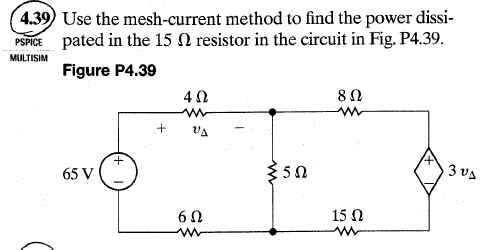 4.39 Use the mesh-current method to find the power dissi-
PSPICE pated in the 15 Ω resistor in the circuit in Fig. P4.39.
MULTISIM
Figure P4.39
4 Ω 8 Ω
+ vΔ −
65 V + − 5 Ω + − 3 vΔ
6 Ω 15 Ω